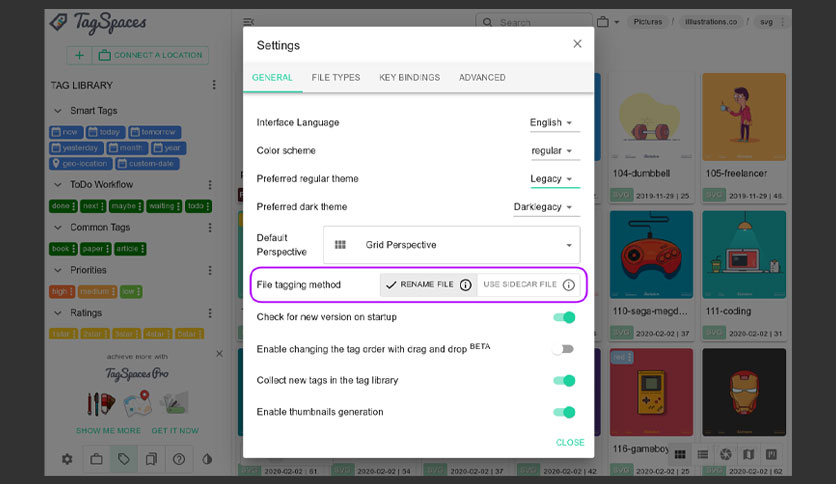 TagSpaces
Search
Pictures
illustrations.co
svg
CONNECT A LOCATION
TAG LIBRARY
Smart Tags
now
today
tomorrow
yesterday
month
year
geo-location
custom-date
ToDo Workflow
done
next
maybe
waiting
todo
Common Tags
book
paper
article
Priorities
high
medium
low
Ratings
1star
2star
3star
4star
5star
achieve more with
TagSpaces Pro
SHOW ME MORE
GET IT NOW
Settings
GENERAL
FILE TYPES
KEY BINDINGS
ADVANCED
Interface Language
English
Color scheme
regular
Preferred regular theme
Legacy
Preferred dark theme
Darklegacy
Default
Perspective
Grid Perspective
File tagging method
RENAME FILE
USE SIDECAR FILE
Check for new version on startup
Enable changing the tag order with drag and drop BETA
Collect new tags in the tag library
Enable thumbnails generation
CLOSE
104-dumbbell
SVG
2019-11-29 | 25
105-freelancer
SVG
2019-11-29 | 48.
110-sega-megd...
SVG
2020-02-02 | 37
111-coding
SVG
2020-02-02 | 31
red
116-gameboy
SVG
2020-02-02 | 61
SVG
2020-02-02 | 54
SVG
2020-02-02 | 42